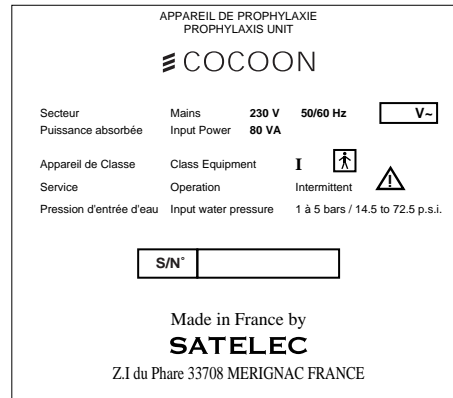 APPAREIL DE PROPHYLAXIE
PROPHYLAXIS UNIT
COCOON
Secteur Mains 230 V 50/60 Hz V~
Puissance absorbée Input Power 80 VA
Appareil de Classe Class Equipment I
Service Operation Intermittent
Pression d'entrée d'eau Input water pressure 1 à 5 bars / 14.5 to 72.5 p.s.i.
S/N°
Made in France by
SATELEC
Z.I du Phare 33708 MERIGNAC FRANCE